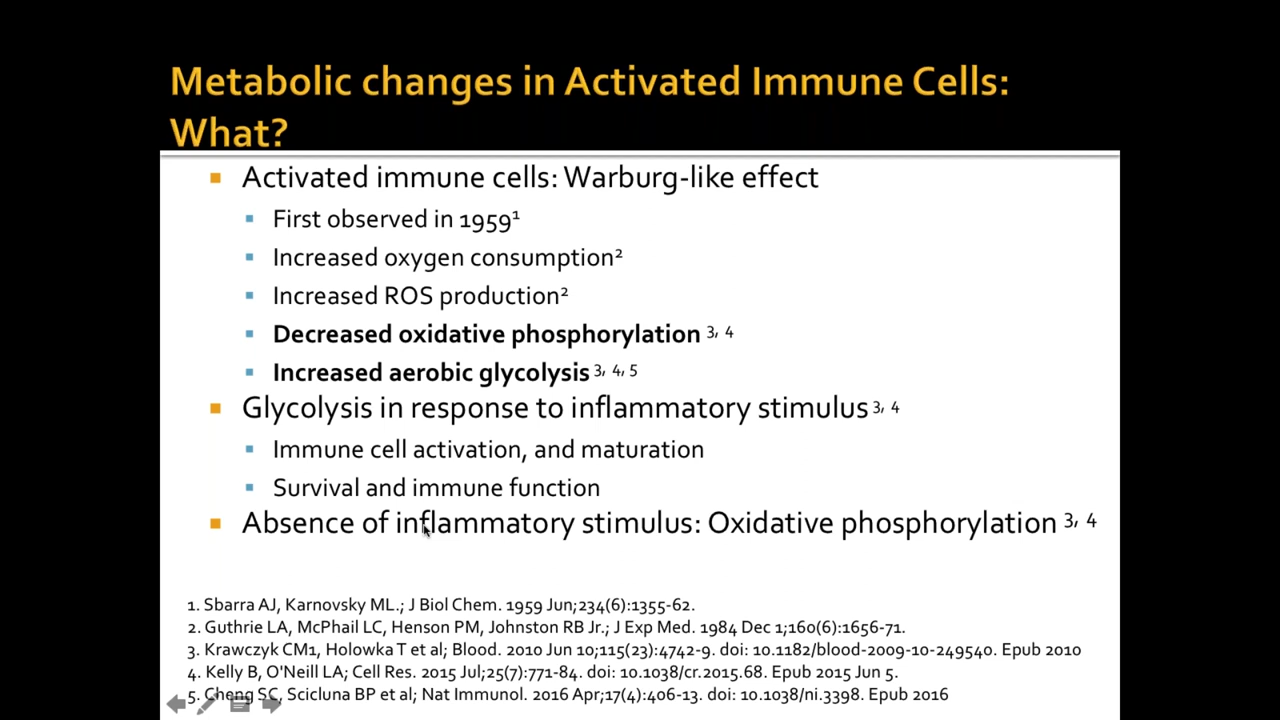 Metabolic changes in Activated Immune Cells:
What?
Activated immune cells: Warburg-like effect
First observed in 1959¹
Increased oxygen consumption²
Increased ROS production²
Decreased oxidative phosphorylation ³, ⁴
Increased aerobic glycolysis ³, ⁴, ⁵
Glycolysis in response to inflammatory stimulus ³, ⁴
Immune cell activation, and maturation
Survival and immune function
Absence of inflammatory stimulus: Oxidative phosphorylation ³, ⁴
1. Sbarra AJ, Karnovsky ML.; J Biol Chem. 1959 Jun;234(6):1355-62.
2. Guthrie LA, McPhail LC, Henson PM, Johnston RB Jr.; J Exp Med. 1984 Dec 1;160(6):1656-71.
3. Krawczyk CM1, Holowka T et al; Blood. 2010 Jun 10;115(23):4742-9. doi: 10.1182/blood-2009-10-249540. Epub 2010
4. Kelly B, O'Neill LA; Cell Res. 2015 Jul;25(7):771-84. doi: 10.1038/cr.2015.68. Epub 2015 Jun 5.
5. Cheng SC, Scicluna BP et al; Nat Immunol. 2016 Apr;17(4):406-13. doi: 10.1038/ni.3398. Epub 2016